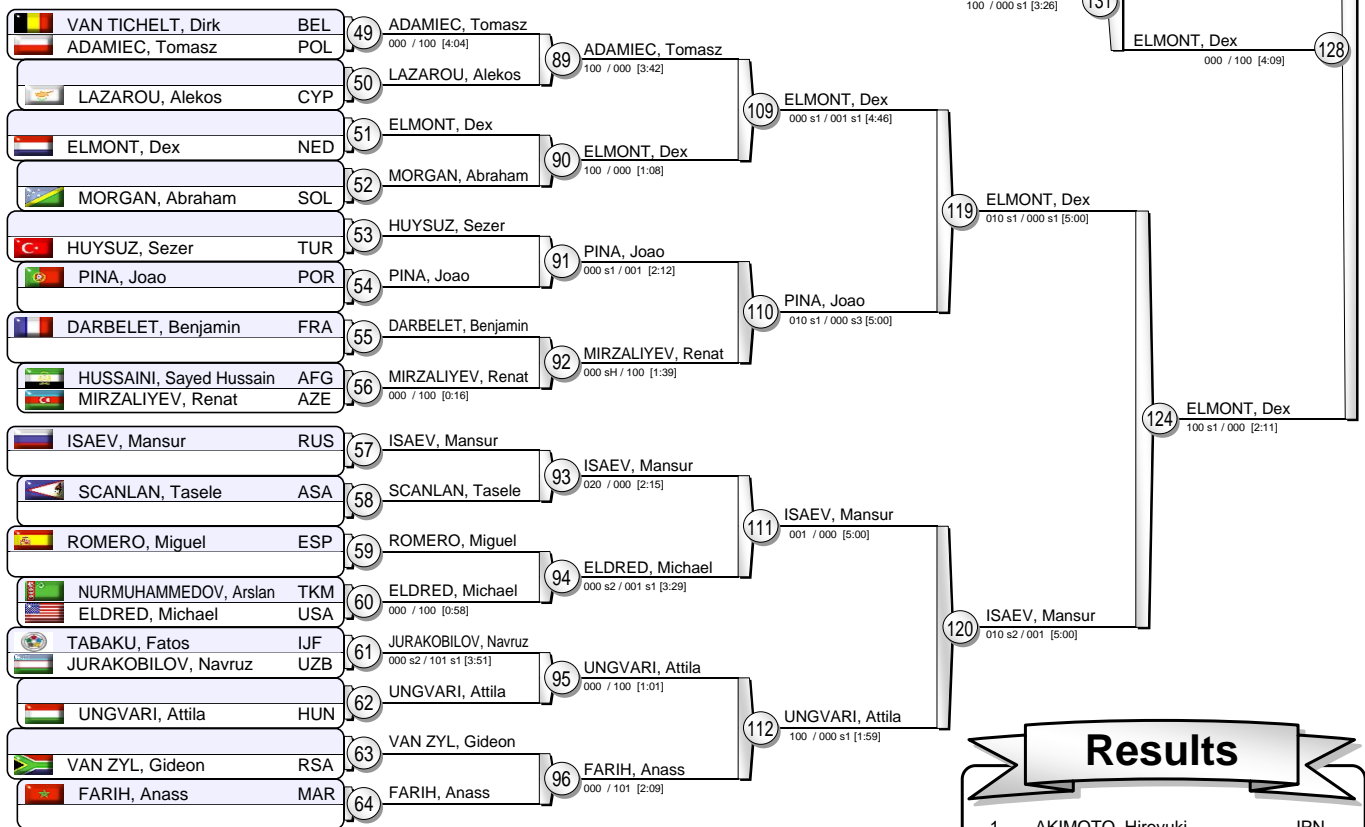 100 / 000 s1 [3:26]
131
ELMONT, Dex
000 / 100 [4:09]
128
VAN TICHELT, Dirk BEL
ADAMIEC, Tomasz POL
49
ADAMIEC, Tomasz
000 / 100 [4:04]
LAZAROU, Alekos CYP
50
LAZAROU, Alekos
89
ADAMIEC, Tomasz
100 / 000 [3:42]
ELMONT, Dex NED
51
ELMONT, Dex
MORGAN, Abraham SOL
52
MORGAN, Abraham
90
ELMONT, Dex
100 / 000 [1:08]
109
ELMONT, Dex
000 s1 / 001 s1 [4:46]
HUYSUZ, Sezer TUR
53
HUYSUZ, Sezer
PINA, Joao POR
54
PINA, Joao
91
PINA, Joao
000 s1 / 001 [2:12]
DARBELET, Benjamin FRA
55
DARBELET, Benjamin
HUSSAINI, Sayed Hussain AFG
MIRZALIYEV, Renat AZE
56
MIRZALIYEV, Renat
000 / 100 [0:16]
92
MIRZALIYEV, Renat
000 sH / 100 [1:39]
110
PINA, Joao
010 s1 / 000 s3 [5:00]
119
ELMONT, Dex
010 s1 / 000 s1 [5:00]
ISAEV, Mansur RUS
57
ISAEV, Mansur
SCANLAN, Tasele ASA
58
SCANLAN, Tasele
93
ISAEV, Mansur
020 / 000 [2:15]
ROMERO, Miguel ESP
59
ROMERO, Miguel
NURMUHAMMEDOV, Arslan TKM
ELDRED, Michael USA
60
ELDRED, Michael
000 / 100 [0:58]
94
ELDRED, Michael
000 s2 / 001 s1 [3:29]
111
ISAEV, Mansur
001 / 000 [5:00]
TABAKU, Fatos IJF
JURAKOBILOV, Navruz UZB
61
JURAKOBILOV, Navruz
000 s2 / 101 s1 [3:51]
UNGVARI, Attila HUN
62
UNGVARI, Attila
95
UNGVARI, Attila
000 / 100 [1:01]
VAN ZYL, Gideon RSA
63
VAN ZYL, Gideon
FARIH, Anass MAR
64
FARIH, Anass
96
FARIH, Anass
000 / 101 [2:09]
112
UNGVARI, Attila
100 / 000 s1 [1:59]
120
ISAEV, Mansur
010 s2 / 001 [5:00]
124
ELMONT, Dex
100 s1 / 000 [2:11]
Results
1 AKIMOTO, Hiroyuki JPN